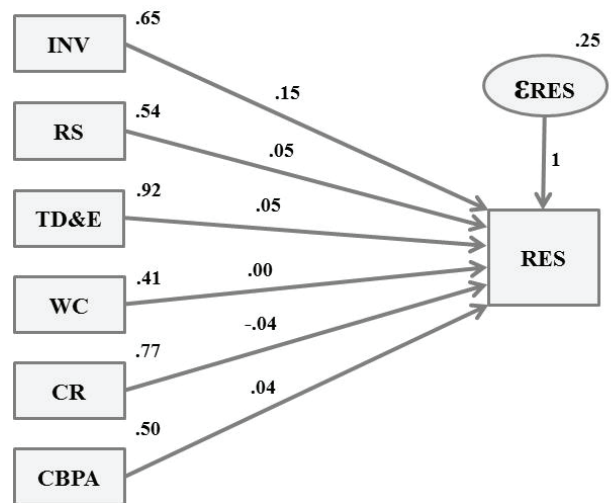 .65
INV
.15
.54
RS
.05
.92
TD&E
.05
.41
WC
.00
.77
CR
-.04
.50
CBPA
.04
.25
εRES
1
RES